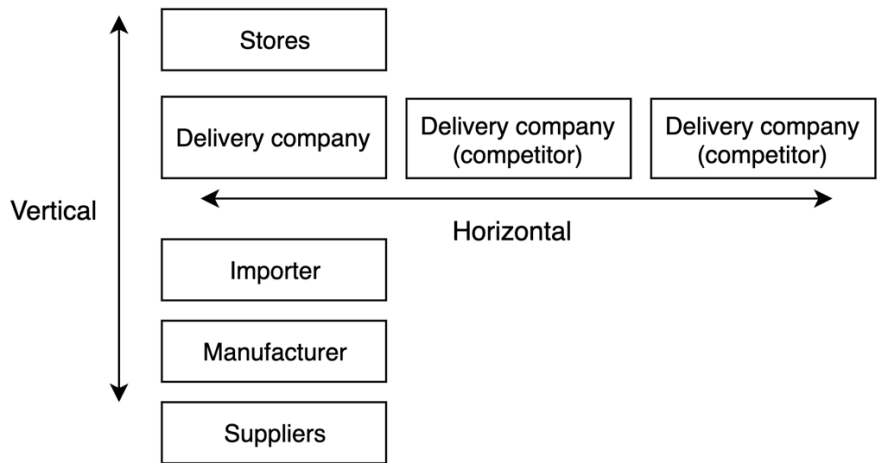 Stores
Delivery company
Delivery company
(competitor)
Delivery company
(competitor)
Vertical
Horizontal
Importer
Manufacturer
Suppliers